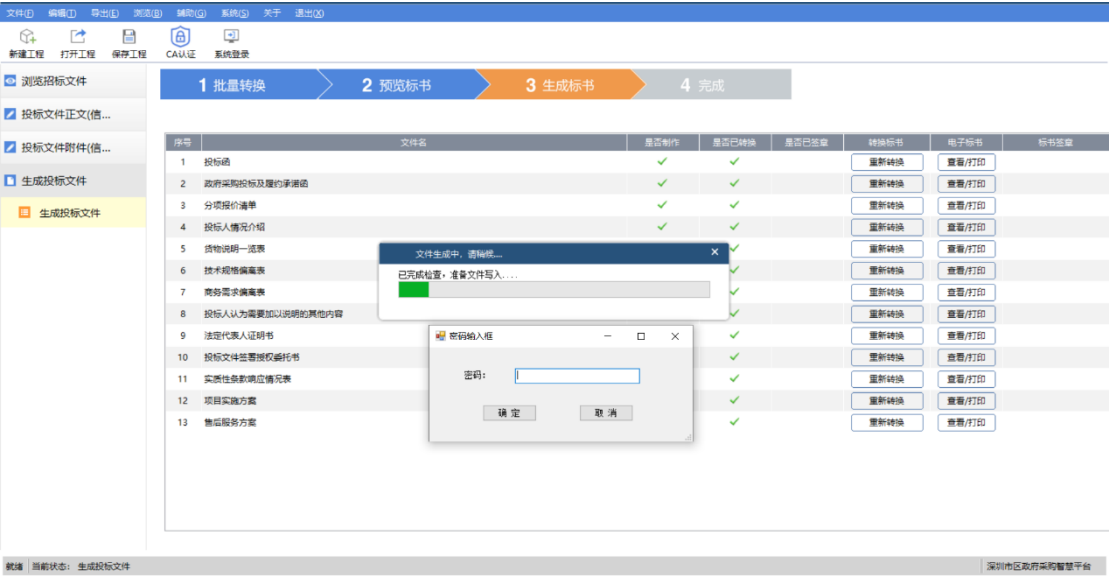 文件(F) 编辑(T) 导出(E) 浏览(B) 辅助(G) 系统(S) 关于 退出(X)
新建工程 打开工程 保存工程 CA认证 系统登录
浏览招标文件
投标文件正文(信...
投标文件附件(信...
生成投标文件
生成投标文件
1 批量转换 2 预览标书 3 生成标书 4 完成
序号 文件名 是否制作 是否已转换 是否已签章 转换标书 电子标书 标书签章
1 投标函 重新转换 查看/打印
2 政府采购投标及履约承诺函 重新转换 查看/打印
3 分项报价清单 重新转换 查看/打印
4 投标人情况介绍 重新转换 查看/打印
5 货物说明一览表 重新转换 查看/打印
6 技术规格偏离表 重新转换 查看/打印
7 商务需求偏离表 重新转换 查看/打印
8 投标人认为需要加以说明的其他内容 重新转换 查看/打印
9 法定代表人证明书 重新转换 查看/打印
10 投标文件签署授权委托书 重新转换 查看/打印
11 实质性条款响应情况表 重新转换 查看/打印
12 项目实施方案 重新转换 查看/打印
13 售后服务方案 重新转换 查看/打印
文件生成中，请稍候....
已完成检查，准备文件写入....
密码输入框
密码：
确定 取消
就绪 当前状态： 生成投标文件 深圳市区政府采购智慧平台